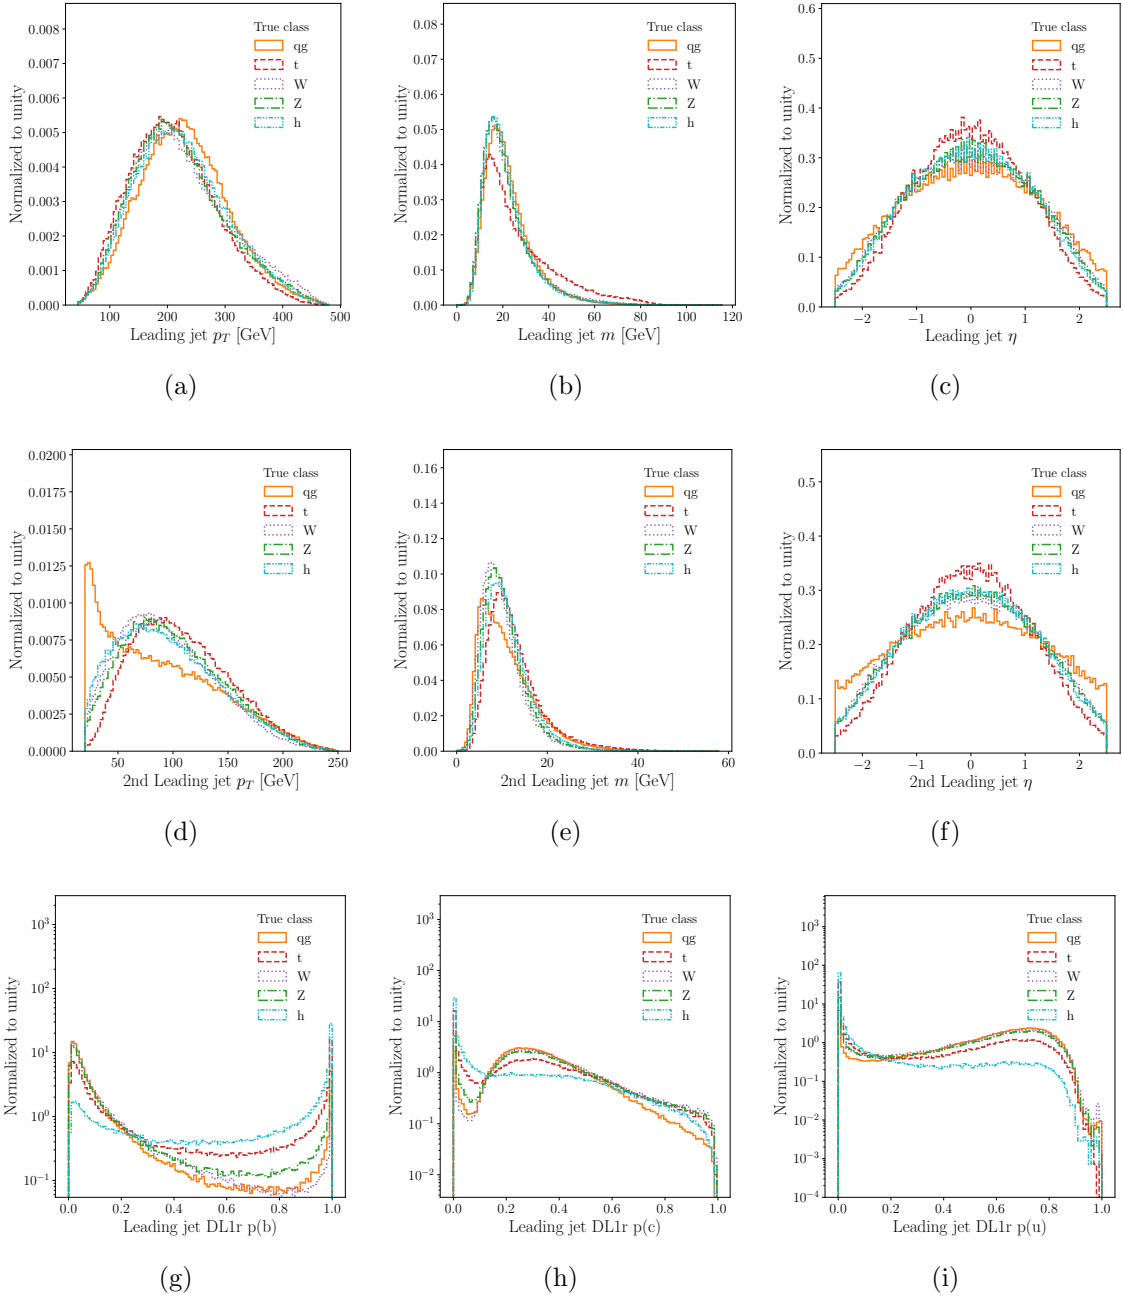 Normalized to unity
0.008
0.007
0.006
0.005
0.004
0.003
0.002
0.001
0.000
True class
qg
t
W
Z
h
100 200 300 400 500
Leading jet p_T [GeV]
(a)
Normalized to unity
0.08
0.07
0.06
0.05
0.04
0.03
0.02
0.01
0.00
True class
qg
t
W
Z
h
0 20 40 60 80 100 120
Leading jet m [GeV]
(b)
Normalized to unity
0.6
0.5
0.4
0.3
0.2
0.1
0.0
True class
qg
t
W
Z
h
−2 −1 0 1 2
Leading jet η
(c)
Normalized to unity
0.0200
0.0175
0.0150
0.0125
0.0100
0.0075
0.0050
0.0025
0.0000
True class
qg
t
W
Z
h
50 100 150 200 250
2nd Leading jet p_T [GeV]
(d)
Normalized to unity
0.16
0.14
0.12
0.10
0.08
0.06
0.04
0.02
0.00
True class
qg
t
W
Z
h
0 20 40 60
2nd Leading jet m [GeV]
(e)
Normalized to unity
0.5
0.4
0.3
0.2
0.1
0.0
True class
qg
t
W
Z
h
−2 −1 0 1 2
2nd Leading jet η
(f)
Normalized to unity
10^3
10^2
10^1
10^0
10^−1
True class
qg
t
W
Z
h
0.0 0.2 0.4 0.6 0.8 1.0
Leading jet DL1r p(b)
(g)
Normalized to unity
10^3
10^2
10^1
10^0
10^−1
10^−2
True class
qg
t
W
Z
h
0.0 0.2 0.4 0.6 0.8 1.0
Leading jet DL1r p(c)
(h)
Normalized to unity
10^3
10^2
10^1
10^0
10^−1
10^−2
10^−3
10^−4
True class
qg
t
W
Z
h
0.0 0.2 0.4 0.6 0.8 1.0
Leading jet DL1r p(u)
(i)